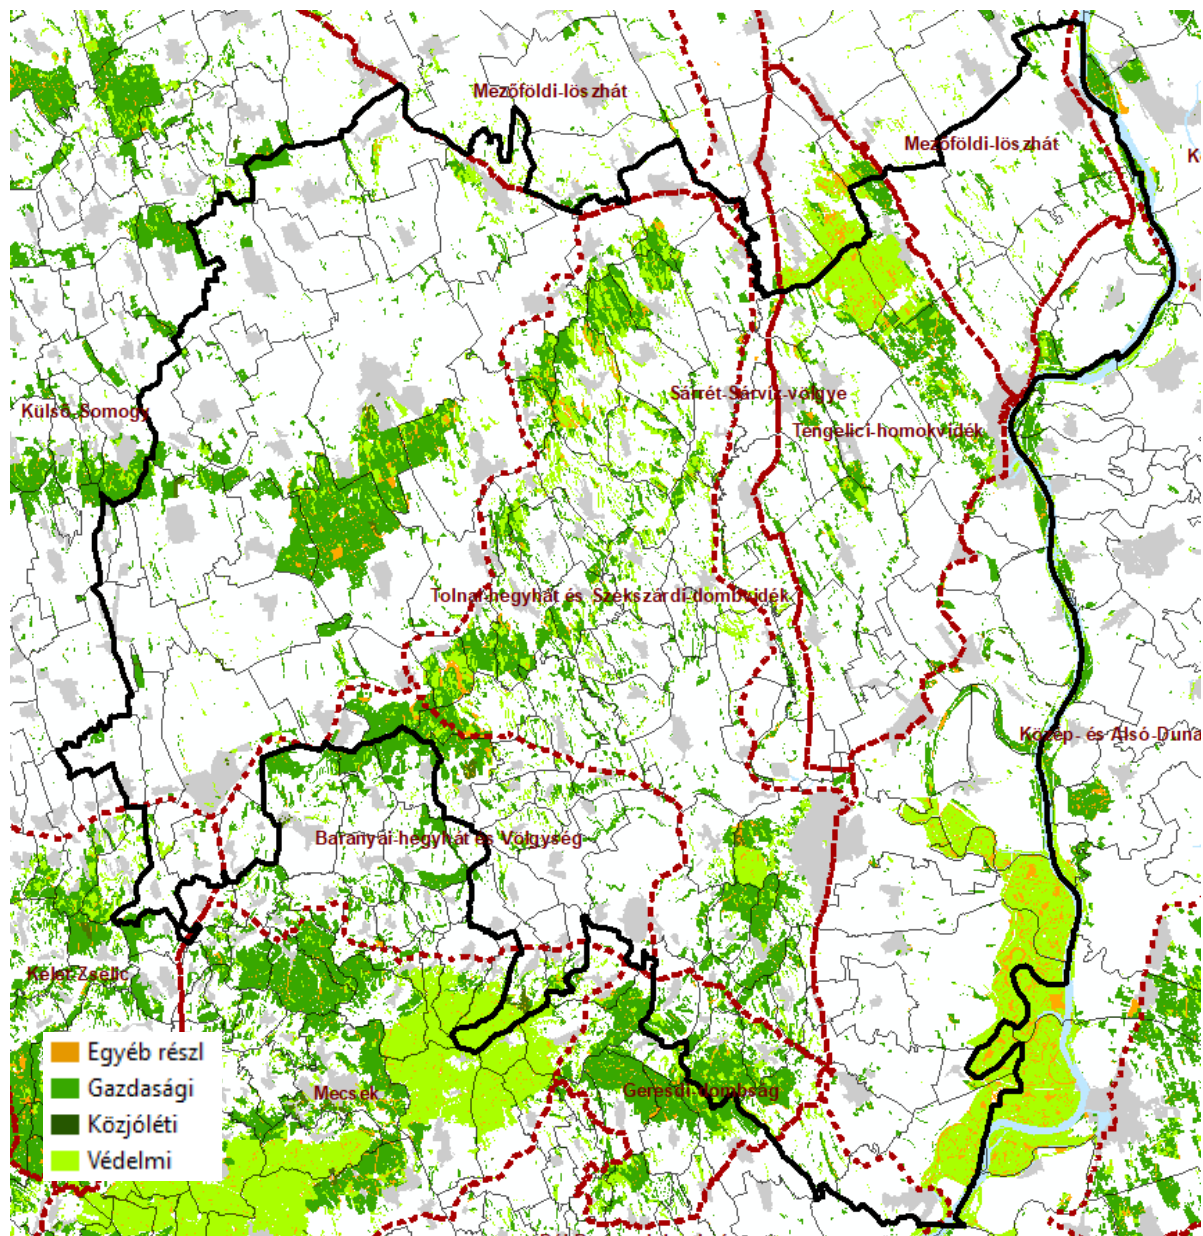 Mezőföldi-löszhát
Mezőföldi-löszhát
Külső-Somogy
Sárrét-Sárvíz-völgye
Tengelici-homokvidék
Tolnai-hegyhát és Szekszárdi-dombvidék
Közép- és Alsó-Duna
Baranyai-hegyhát és Völgység
Kelet-Zselic
Mecsek
Geresdi-dombság
Egyéb részl
Gazdasági
Közjóléti
Védelmi